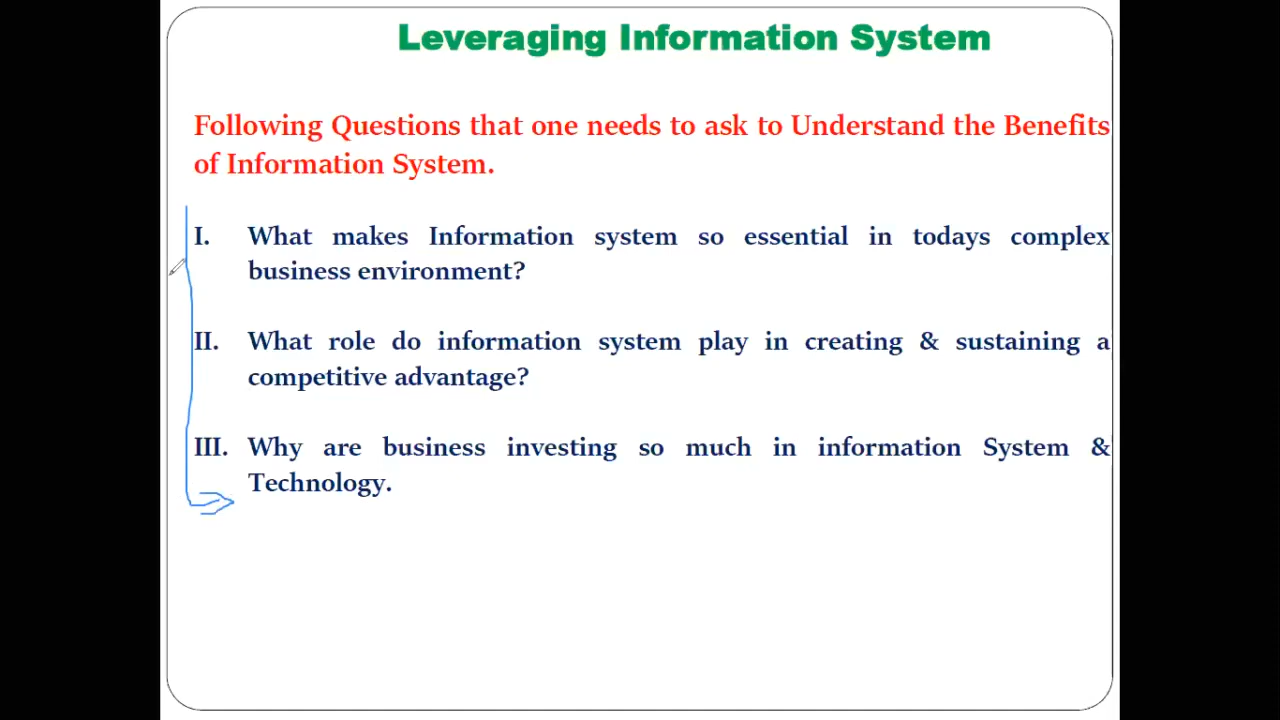 Leveraging Information System
Following Questions that one needs to ask to Understand the Benefits
of Information System.
I. What makes Information system so essential in todays complex
business environment?
II. What role do information system play in creating & sustaining a
competitive advantage?
III. Why are business investing so much in information System &
Technology.